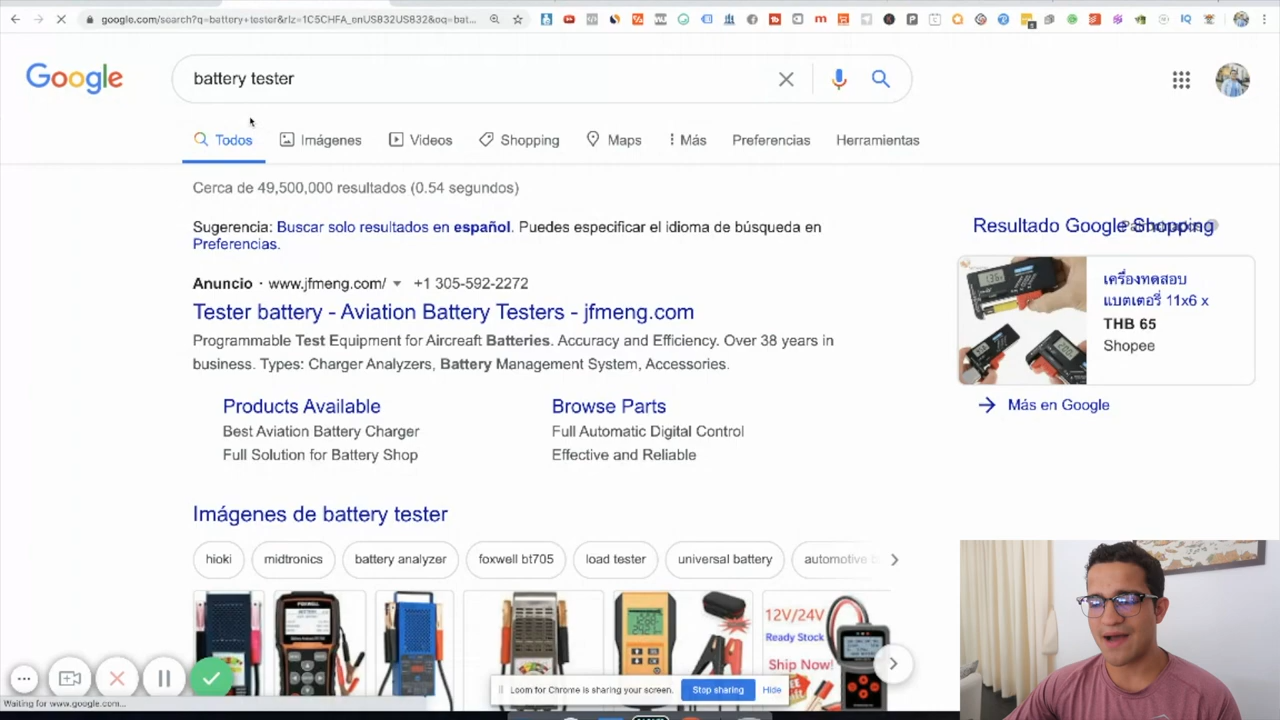 google.com/search?q=battery+tester&rlz=1C5CHFA_enUS832US832&oq=bat...
Google
battery tester
Todos
Imágenes
Videos
Shopping
Maps
Más
Preferencias
Herramientas
Cerca de 49,500,000 resultados (0.54 segundos)
Sugerencia: Buscar solo resultados en español. Puedes especificar el idioma de búsqueda en
Preferencias.
Resultado Google Shopping
Anuncio · www.jfmeng.com/ +1 305-592-2272
Tester battery - Aviation Battery Testers - jfmeng.com
Programmable Test Equipment for Aircreaft Batteries. Accuracy and Efficiency. Over 38 years in
business. Types: Charger Analyzers, Battery Management System, Accessories.
เครื่องทดสอบ
แบตเตอรี่ 11x6 x
THB 65
Shopee
Más en Google
Products Available
Best Aviation Battery Charger
Full Solution for Battery Shop
Browse Parts
Full Automatic Digital Control
Effective and Reliable
Imágenes de battery tester
hioki
midtronics
battery analyzer
foxwell bt705
load tester
universal battery
automotive
FOXWELL
12V/24V
Ready Stock
Ship Now!
Loom for Chrome is sharing your screen.
Stop sharing
Hide
Waiting for www.google.com...